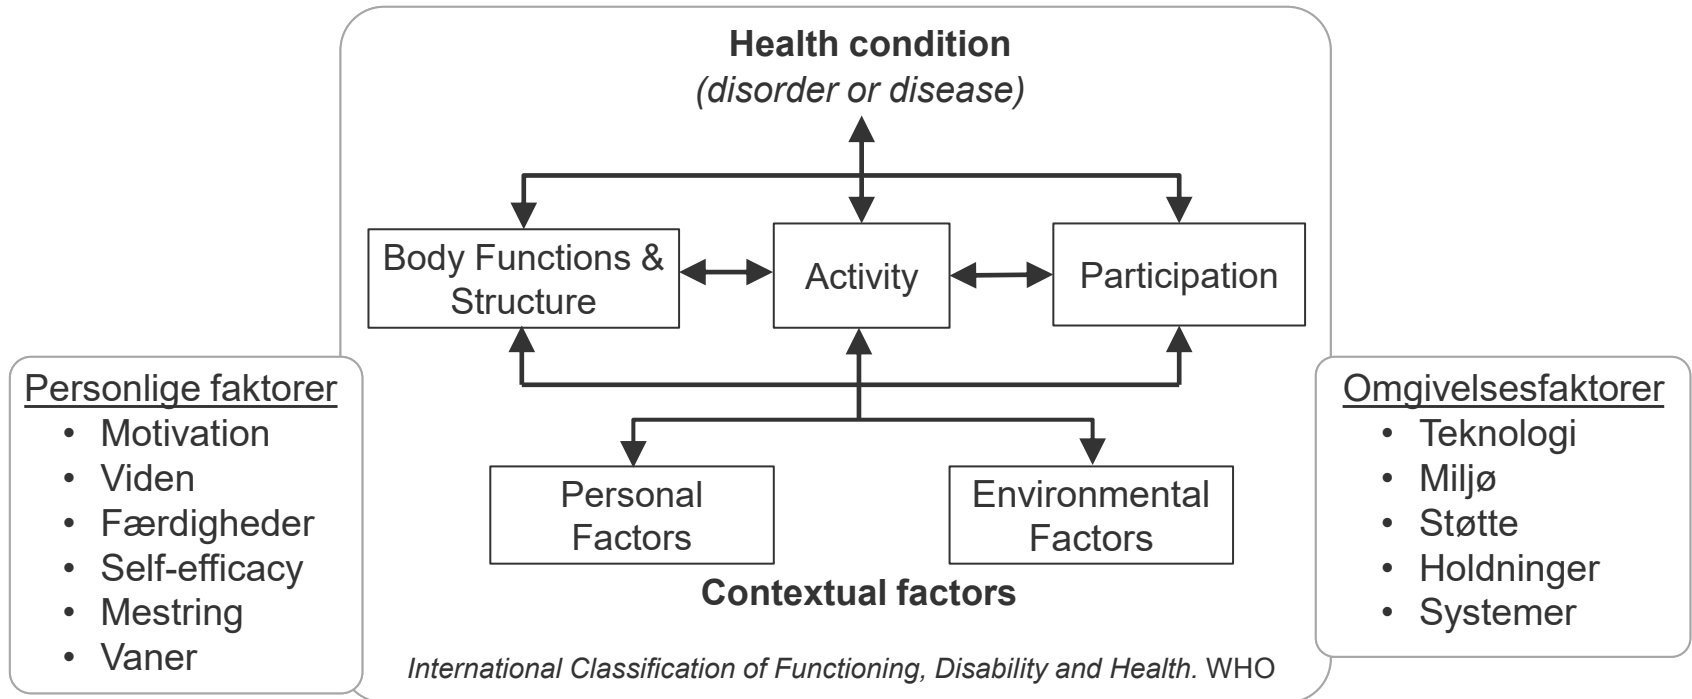 Health condition
(disorder or disease)
Body Functions &
Structure
Activity
Participation
Personal
Factors
Environmental
Factors
Contextual factors
International Classification of Functioning, Disability and Health. WHO
Personlige faktorer
• Motivation
• Viden
• Færdigheder
• Self-efficacy
• Mestring
• Vaner
Omgivelsesfaktorer
• Teknologi
• Miljø
• Støtte
• Holdninger
• Systemer